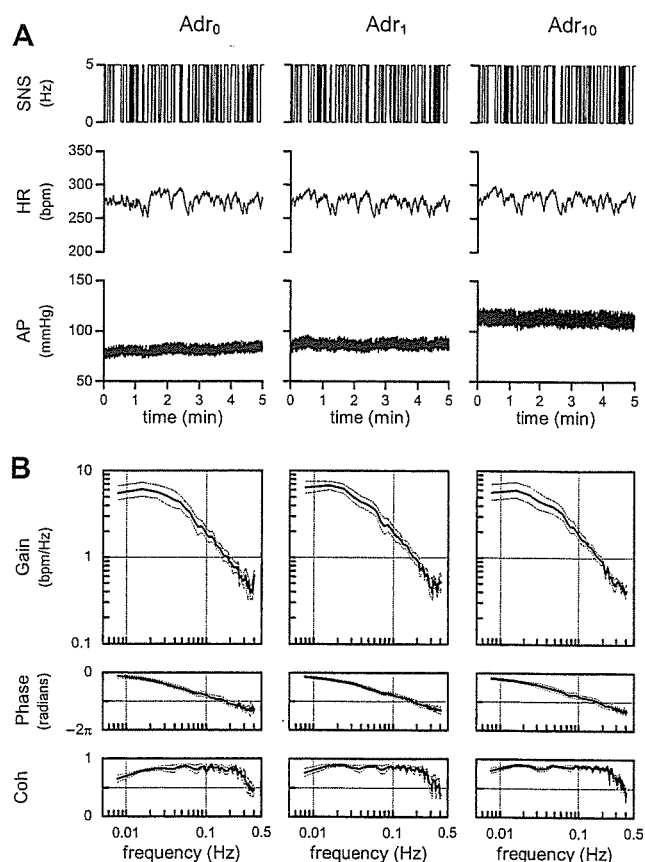 A
Adr0 Adr1 Adr10
SNS
(Hz)
5
0
HR
(bpm)
350
300
250
200
AP
(mmHg)
150
100
50
0 1 2 3 4 5 0 1 2 3 4 5 0 1 2 3 4 5
time (min) time (min) time (min)
B
Gain
(bpm/Hz)
10
1
0.1
Phase
(radians)
0
−2π
Coh
1
0
0.01 0.1 0.5 0.01 0.1 0.5 0.01 0.1 0.5
frequency (Hz) frequency (Hz) frequency (Hz)